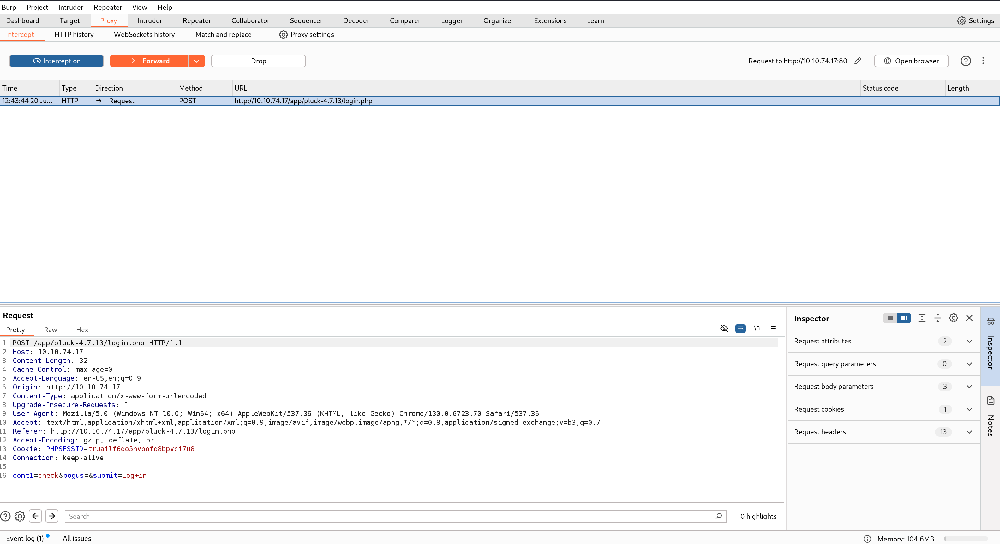 Burp Project Intruder Repeater View Help
Dashboard Target Proxy Intruder Repeater Collaborator Sequencer Decoder Comparer Logger Organizer Extensions Learn Settings
Intercept HTTP history WebSockets history Match and replace Proxy settings
Intercept on Forward Drop Request to http://10.10.74.17:80 Open browser
Time Type Direction Method URL Status code Length
12:43:44 20 Ju... HTTP → Request POST http://10.10.74.17/app/pluck-4.7.13/login.php
Request
Pretty Raw Hex \n
1 POST /app/pluck-4.7.13/login.php HTTP/1.1
2 Host: 10.10.74.17
3 Content-Length: 32
4 Cache-Control: max-age=0
5 Accept-Language: en-US,en;q=0.9
6 Origin: http://10.10.74.17
7 Content-Type: application/x-www-form-urlencoded
8 Upgrade-Insecure-Requests: 1
9 User-Agent: Mozilla/5.0 (Windows NT 10.0; Win64; x64) AppleWebKit/537.36 (KHTML, like Gecko) Chrome/130.0.6723.70 Safari/537.36
10 Accept: text/html,application/xhtml+xml,application/xml;q=0.9,image/avif,image/webp,image/apng,*/*;q=0.8,application/signed-exchange;v=b3;q=0.7
11 Referer: http://10.10.74.17/app/pluck-4.7.13/login.php
12 Accept-Encoding: gzip, deflate, br
13 Cookie: PHPSESSID=truailf6do5hvpofq8bpvci7u8
14 Connection: keep-alive
15
16 cont1=check&bogus=&submit=Log+in
Search 0 highlights
Inspector
Request attributes 2
Request query parameters 0
Request body parameters 3
Request cookies 1
Request headers 13
Inspector
Notes
Event log (1) All issues Memory: 104.6MB